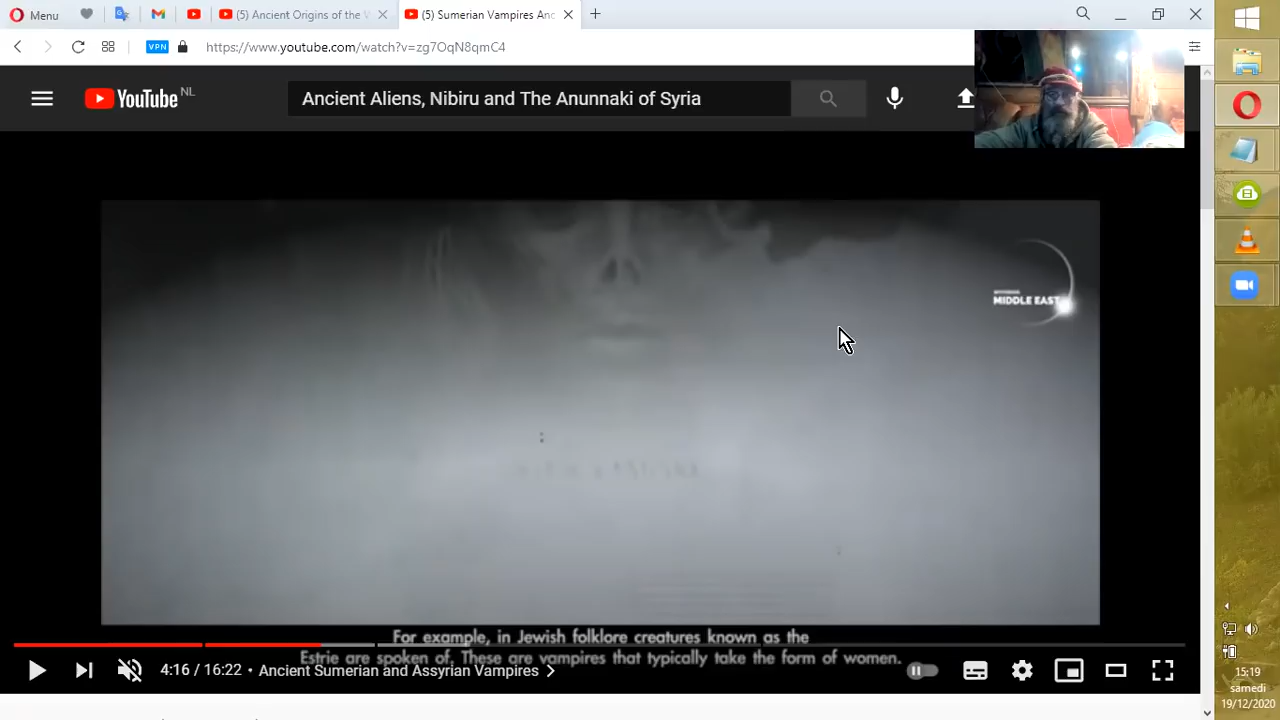 Menu
(5) Ancient Origins of the V
(5) Sumerian Vampires Anc
VPN
https://www.youtube.com/watch?v=zg7OqN8qmC4
YouTube NL
Ancient Aliens, Nibiru and The Anunnaki of Syria
MIDDLE EAST
For example, in Jewish folklore creatures known as the
Estrie are spoken of. These are vampires that typically take the form of women.
4:16 / 16:22 • Ancient Sumerian and Assyrian Vampires
15:19
samedi
19/12/2020